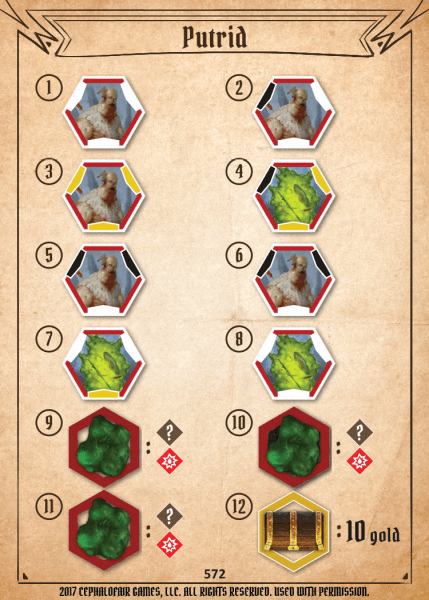 Putrid
1 2
3 4
5 6
7 8
9 : ? 10 : ?
11 : ? 12 : 10 gold
572
2017 CEPHALOFAIR GAMES, LLC. ALL RIGHTS RESERVED. USED WITH PERMISSION.